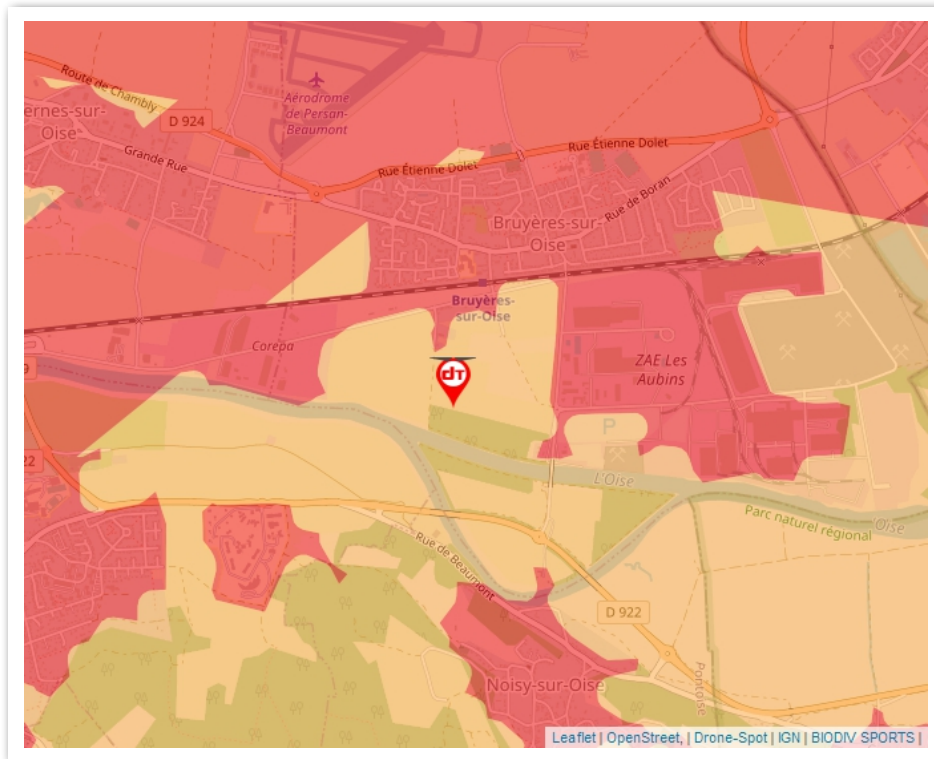 Route de Chambly
ernes-sur-
Oise
D 924
Aérodrome
de Persan-
Beaumont
Grande Rue
Rue Étienne Dolet
Rue Étienne Dolet
Rue de Boran
Bruyères-sur-
Oise
Bruyères-
sur-Oise
Corepa
ZAE Les
Aubins
9
dT
P
22
L'Oise
Oise
Parc naturel régional
Rue de Beaumont
D 922
Pontoise
Noisy-sur-Oise
Leaflet | OpenStreet, | Drone-Spot | IGN | BIODIV SPORTS |